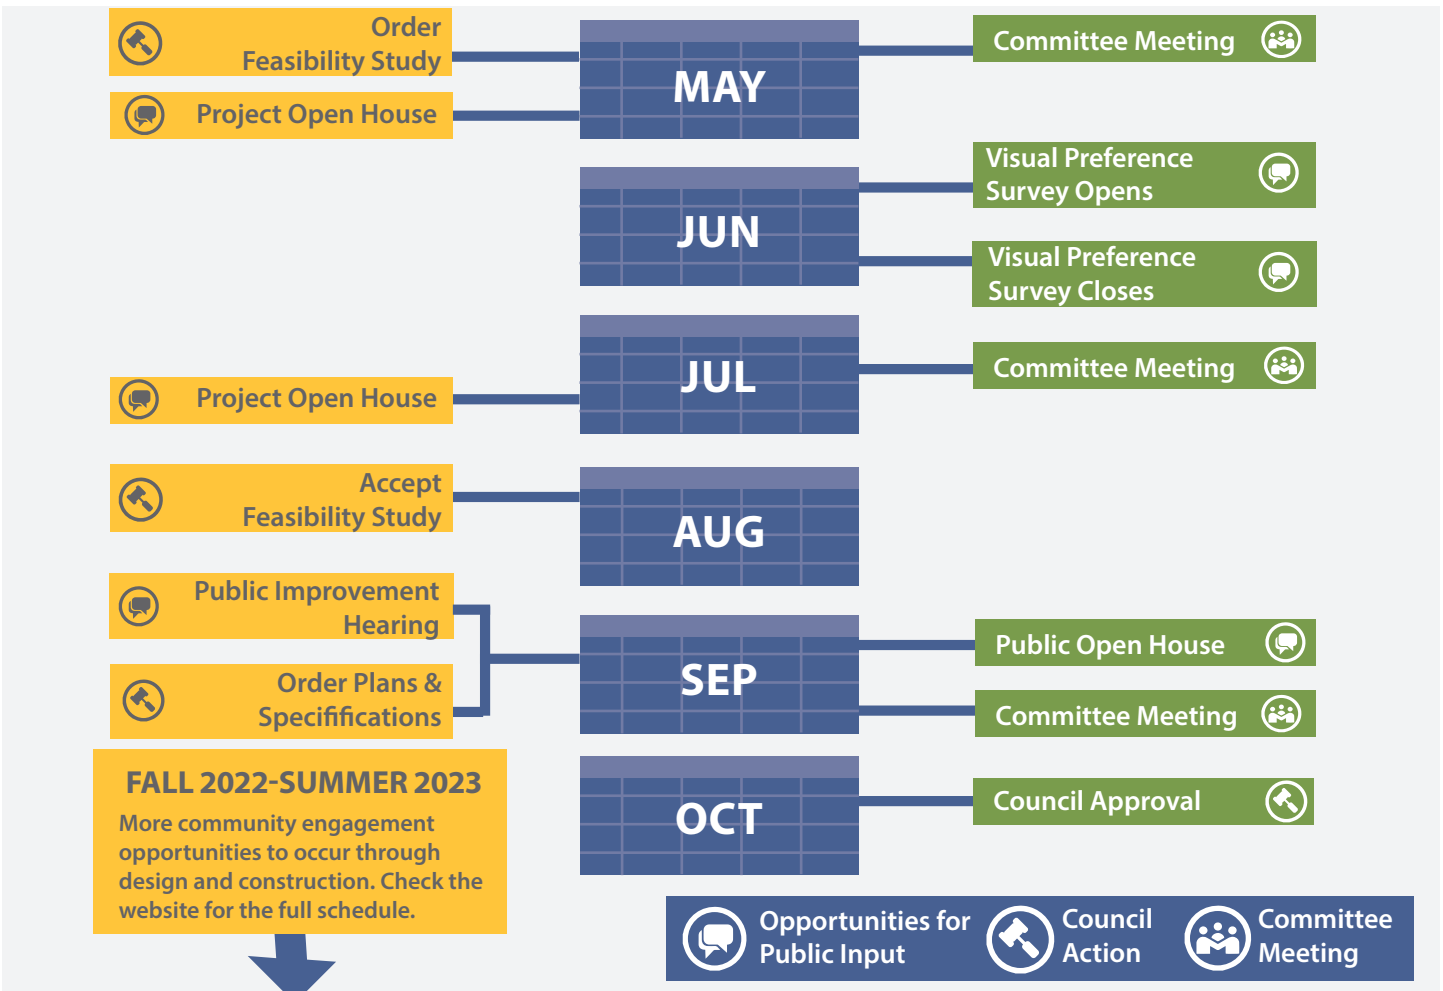 Order
Feasibility Study
Project Open House
MAY
Committee Meeting
JUN
Visual Preference
Survey Opens
Visual Preference
Survey Closes
Project Open House
JUL
Committee Meeting
Accept
Feasibility Study
AUG
Public Improvement
Hearing
Order Plans &
Specififications
SEP
Public Open House
Committee Meeting
OCT
Council Approval
FALL 2022-SUMMER 2023
More community engagement
opportunities to occur through
design and construction. Check the
website for the full schedule.
Opportunities for
Public Input
Council
Action
Committee
Meeting